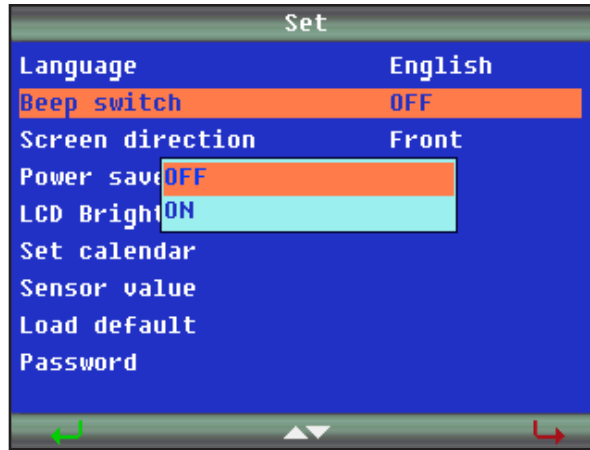 Set
Language English
Beep switch OFF
Screen direction Front
Power save
OFF
LCD Bright
ON
Set calendar
Sensor value
Load default
Password